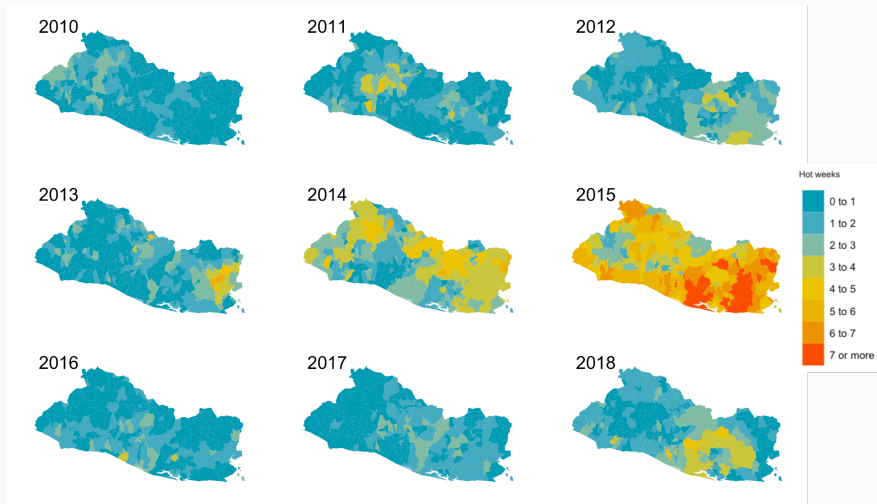 2010
2011
2012
2013
2014
2015
Hot weeks
0 to 1
1 to 2
2 to 3
3 to 4
4 to 5
5 to 6
6 to 7
7 or more
2016
2017
2018